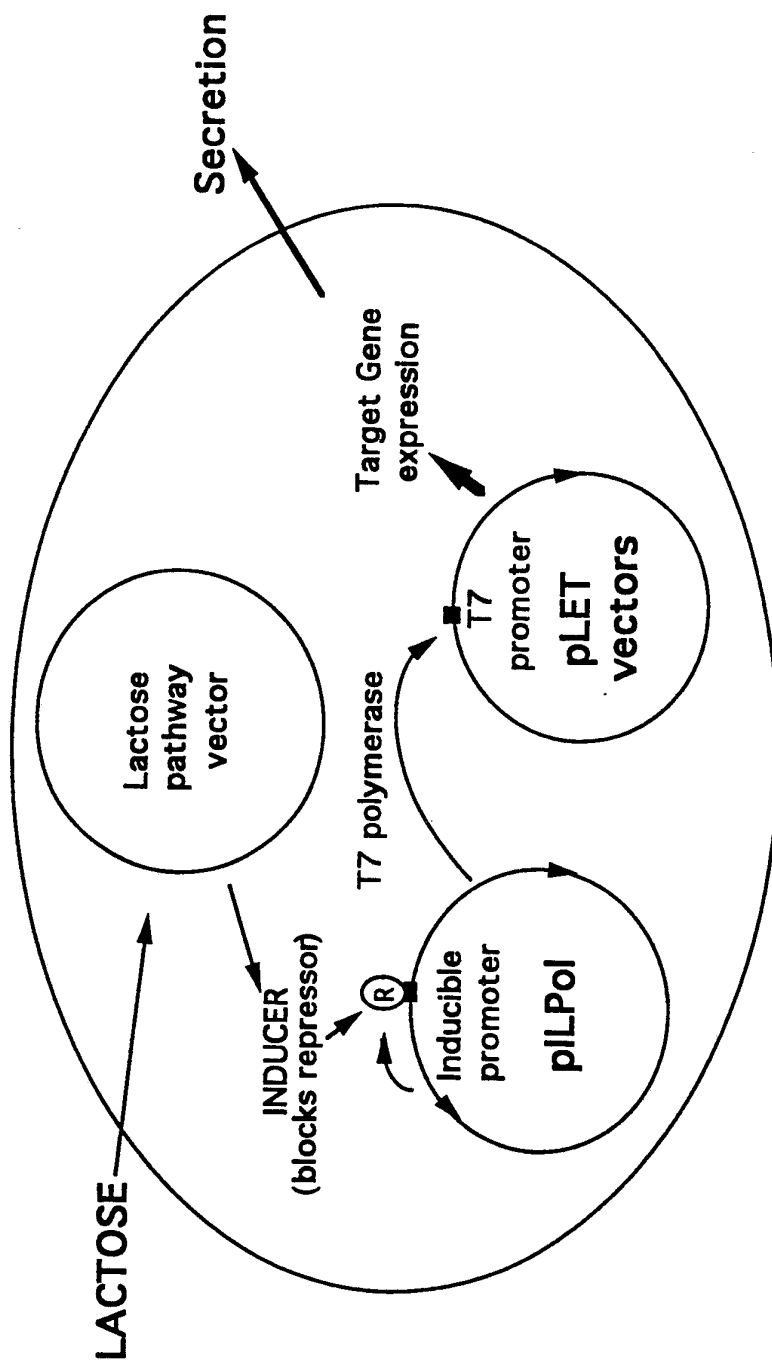 LACTOSE
Lactose
pathway
vector
Secretion
INDUCER
(blocks repressor)
R
T7 polymerase
Target Gene
expression
Inducible
promoter
pILPol
T7
promoter
pLET
vectors